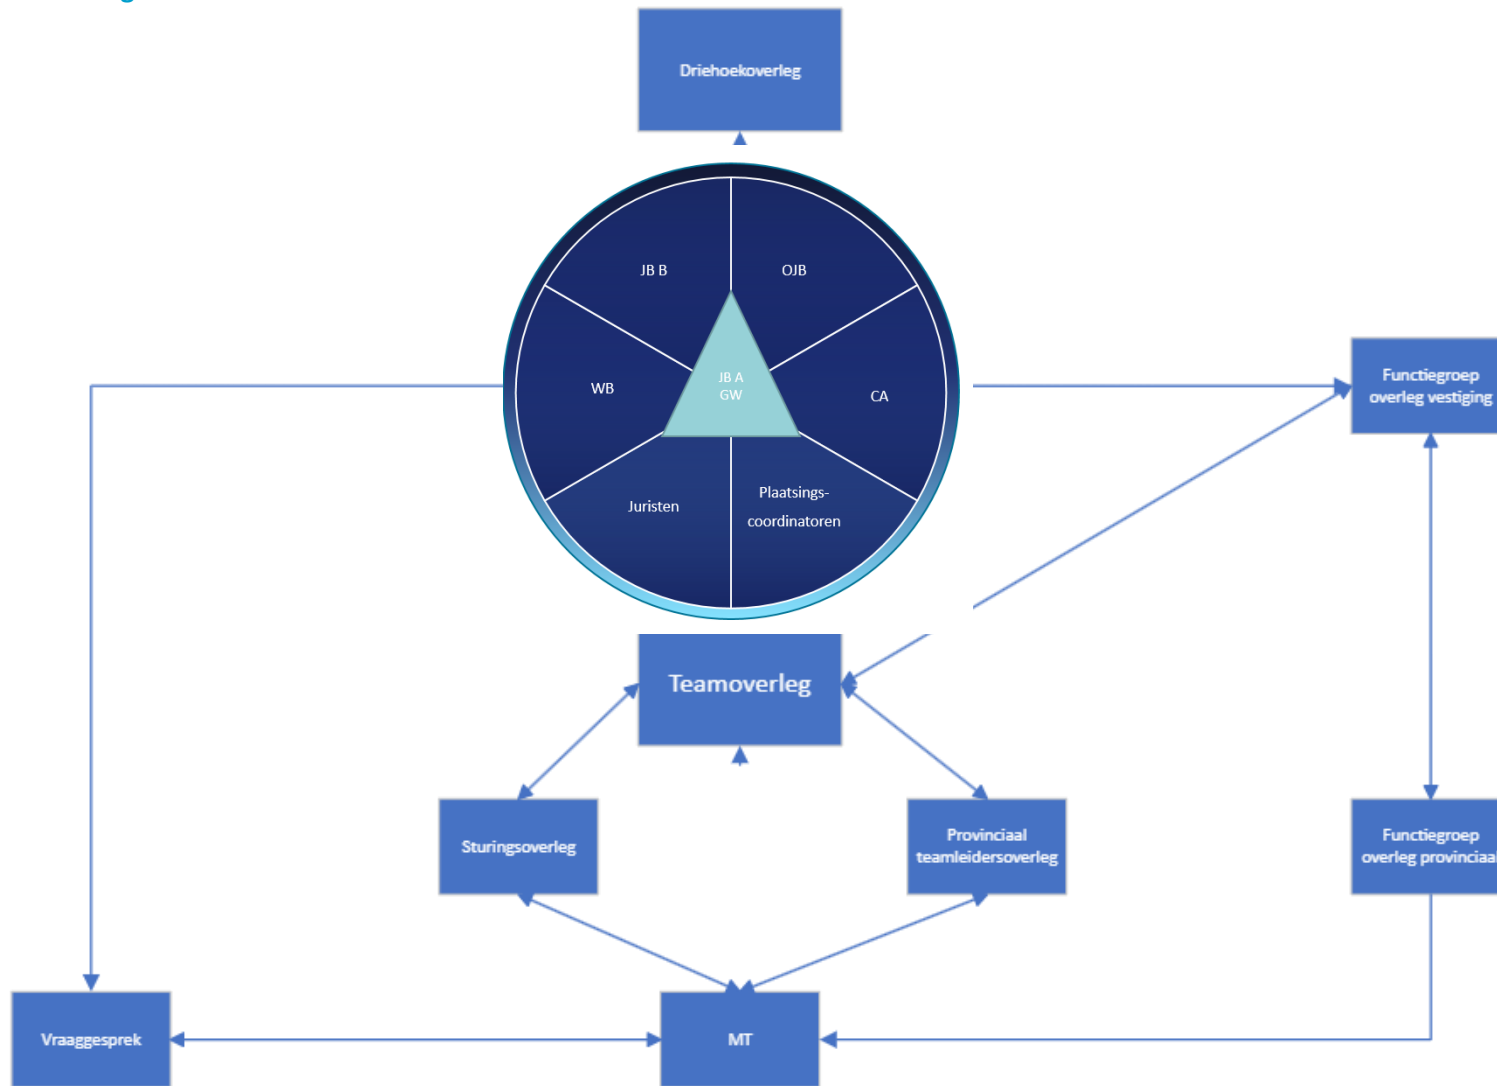 Driehoekoverleg
JB B
OJB
WB
JB A
GW
CA
Juristen
Plaatsings-
coordinatoren
Functiegroep
overleg vestiging
Teamoverleg
Sturingsoverleg
Provinciaal
teamleidersoverleg
Functiegroep
overleg provinciaal
Vraaggesprek
MT